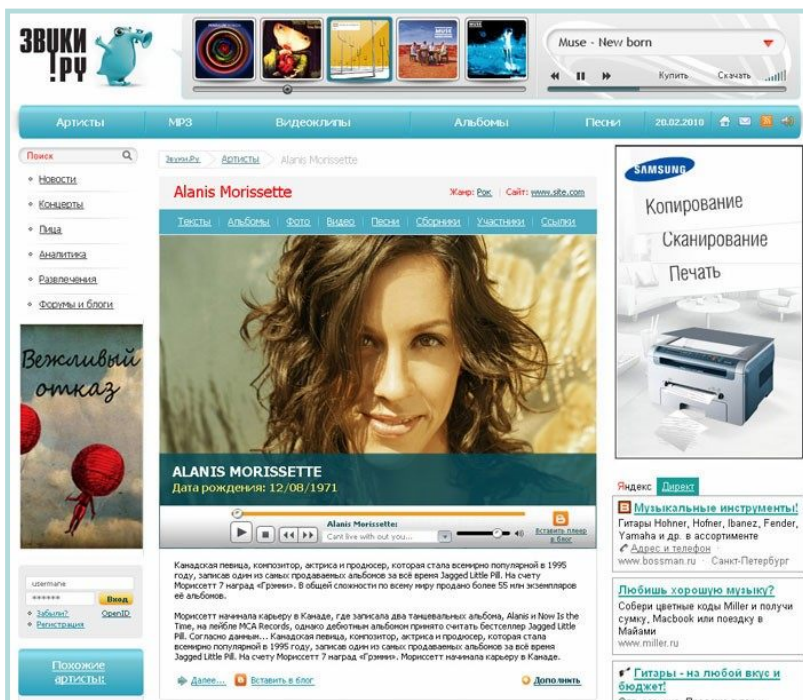 ЗВУКИ
!РУ
Muse - New born
Купить Скачать
Артисты MP3 Видеоклипы Альбомы Песни 20.02.2010
Поиск
Новости
Концерты
Лица
Аналитика
Развлечения
Форумы и блоги
Вежливый
отказ
username
******
Вход
Забыли? OpenID
Регистрация
Похожие
артисты:
Звуки.Ру Артисты Alanis Morissette
Alanis Morissette Жанр: Рок Сайт: www.site.com
Тексты Альбомы Фото Видео Песни Сборники Участники Ссылки
ALANIS MORISSETTE
Дата рождения: 12/08/1971
Alanis Morissette:
Cant live with out you...
Вставить плеер
в блог
Канадская певица, композитор, актриса и продюсер, которая стала всемирно популярной в 1995
году, записав один из самых продаваемых альбомов за всё время Jagged Little Pill. На счету
Мориссетт 7 наград «Грэмми». В общей сложности по всему миру продано более 55 млн экземпляров
её альбомов.
Мориссетт начинала карьеру в Канаде, где записала два танцевальных альбома, Alanis и Now Is the
Time, на лейбле MCA Records, однако дебютным альбомом принято считать бестселлер Jagged Little
Pill. Согласно данным... Канадская певица, композитор, актриса и продюсер, которая стала
всемирно популярной в 1995 году, записав один из самых продаваемых альбомов за всё время
Jagged Little Pill. На счету Мориссетт 7 наград «Грэмми». Мориссетт начинала карьеру в Канаде.
Далее... Вставить в блог Дополнить
SAMSUNG
Копирование
Сканирование
Печать
Яндекс Директ
Музыкальные инструменты!
Гитары Hohner, Hofner, Ibanez, Fender,
Yamaha и др. в ассортименте
Адрес и телефон
www.bossman.ru · Санкт-Петербург
Любишь хорошую музыку?
Собери цветные коды Miller и получи
сумку, Macbook или поездку в
Майами
www.miller.ru
Гитары - на любой вкус и
бюджет!